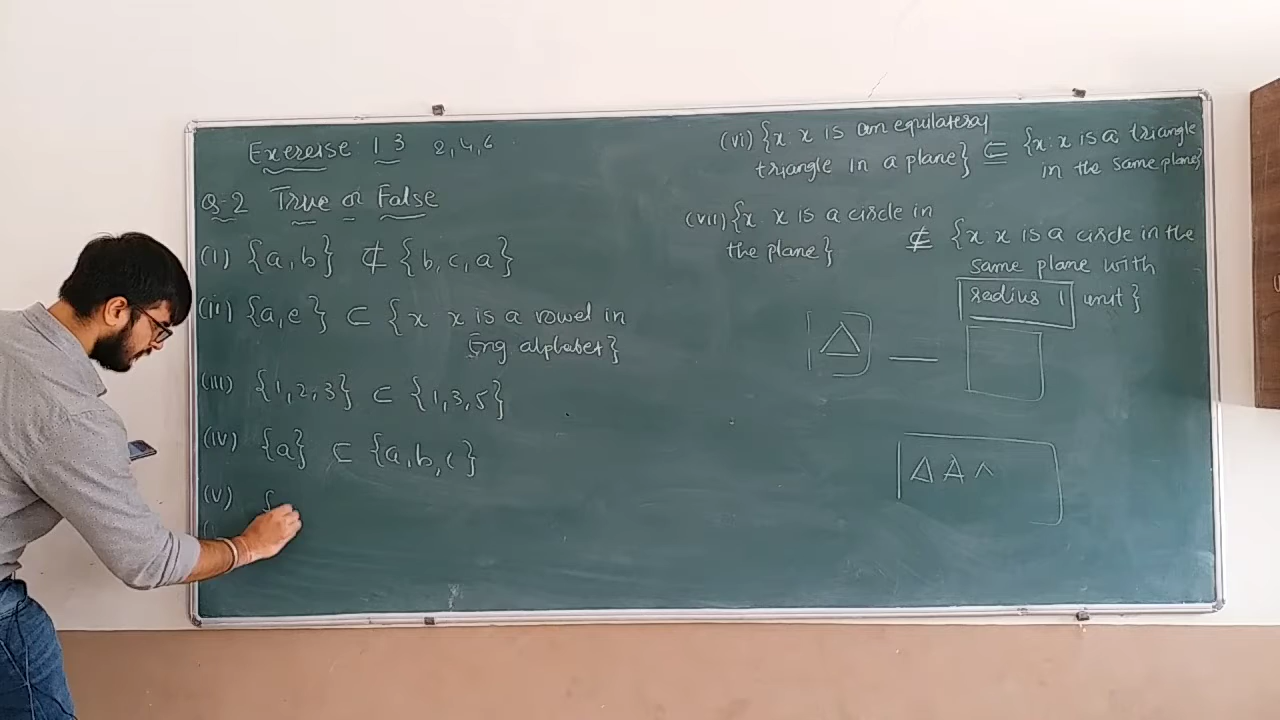 Exercise 1 3 2, 4, 6
Q-2 True or False
(i) {a, b} ⊄ {b, c, a}
(ii) {a, e} ⊂ {x x is a vowel in
Eng alphabet}
(iii) {1, 2, 3} ⊂ {1, 3, 5}
(iv) {a} ⊂ {a, b, c}
(v) {
(vi) {x: x is an equilateral
triangle in a plane} ⊆ {x: x is a triangle
in the same plane}
(vii) {x x is a circle in
the plane} ⊈ {x x is a circle in the
same plane with
radius 1 unit}